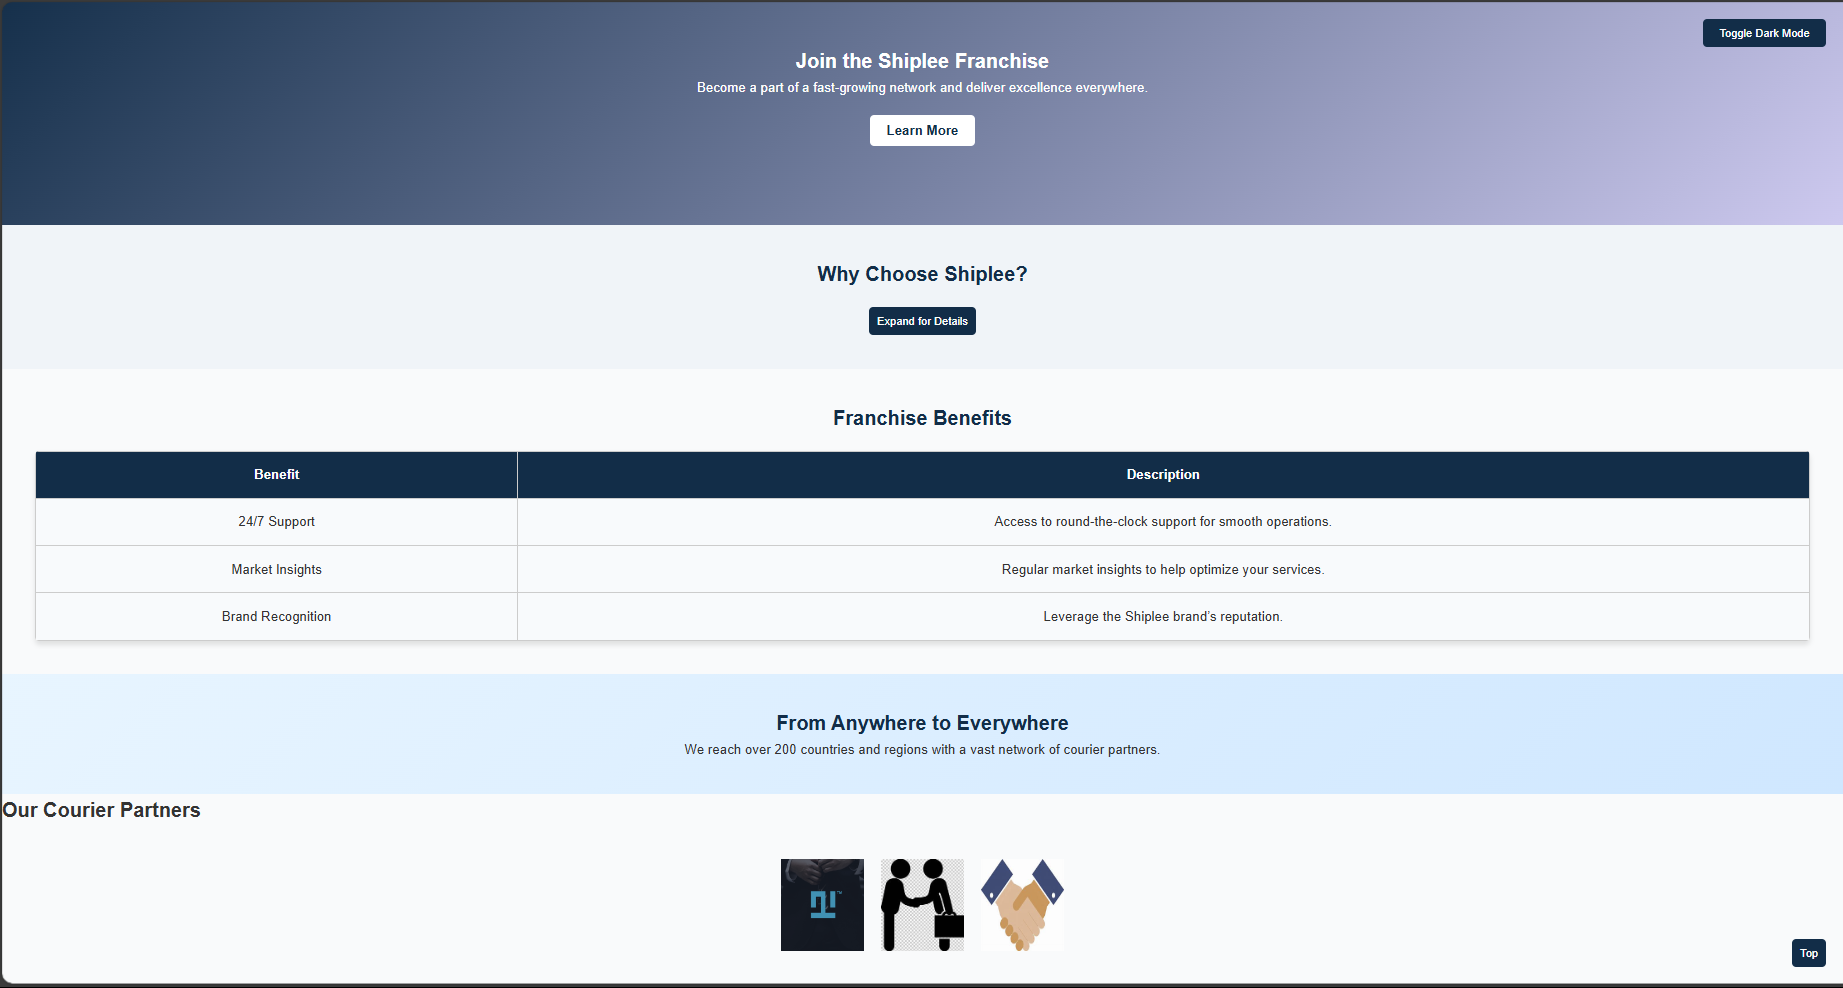 Toggle Dark Mode
Join the Shiplee Franchise
Become a part of a fast-growing network and deliver excellence everywhere.
Learn More
Why Choose Shiplee?
Expand for Details
Franchise Benefits
Benefit Description
24/7 Support Access to round-the-clock support for smooth operations.
Market Insights Regular market insights to help optimize your services.
Brand Recognition Leverage the Shiplee brand’s reputation.
From Anywhere to Everywhere
We reach over 200 countries and regions with a vast network of courier partners.
Our Courier Partners
Top